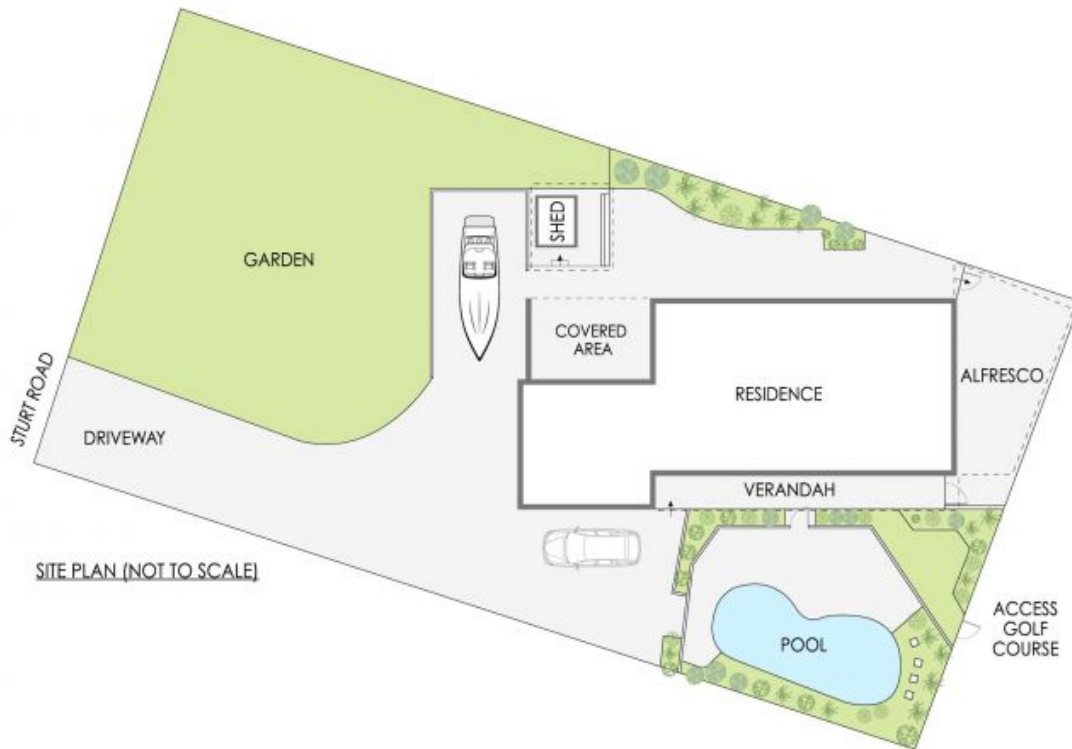 GARDEN
SHED
COVERED
AREA
RESIDENCE
ALFRESCO
STURT ROAD
DRIVEWAY
VERANDAH
SITE PLAN (NOT TO SCALE)
POOL
ACCESS
GOLF
COURSE